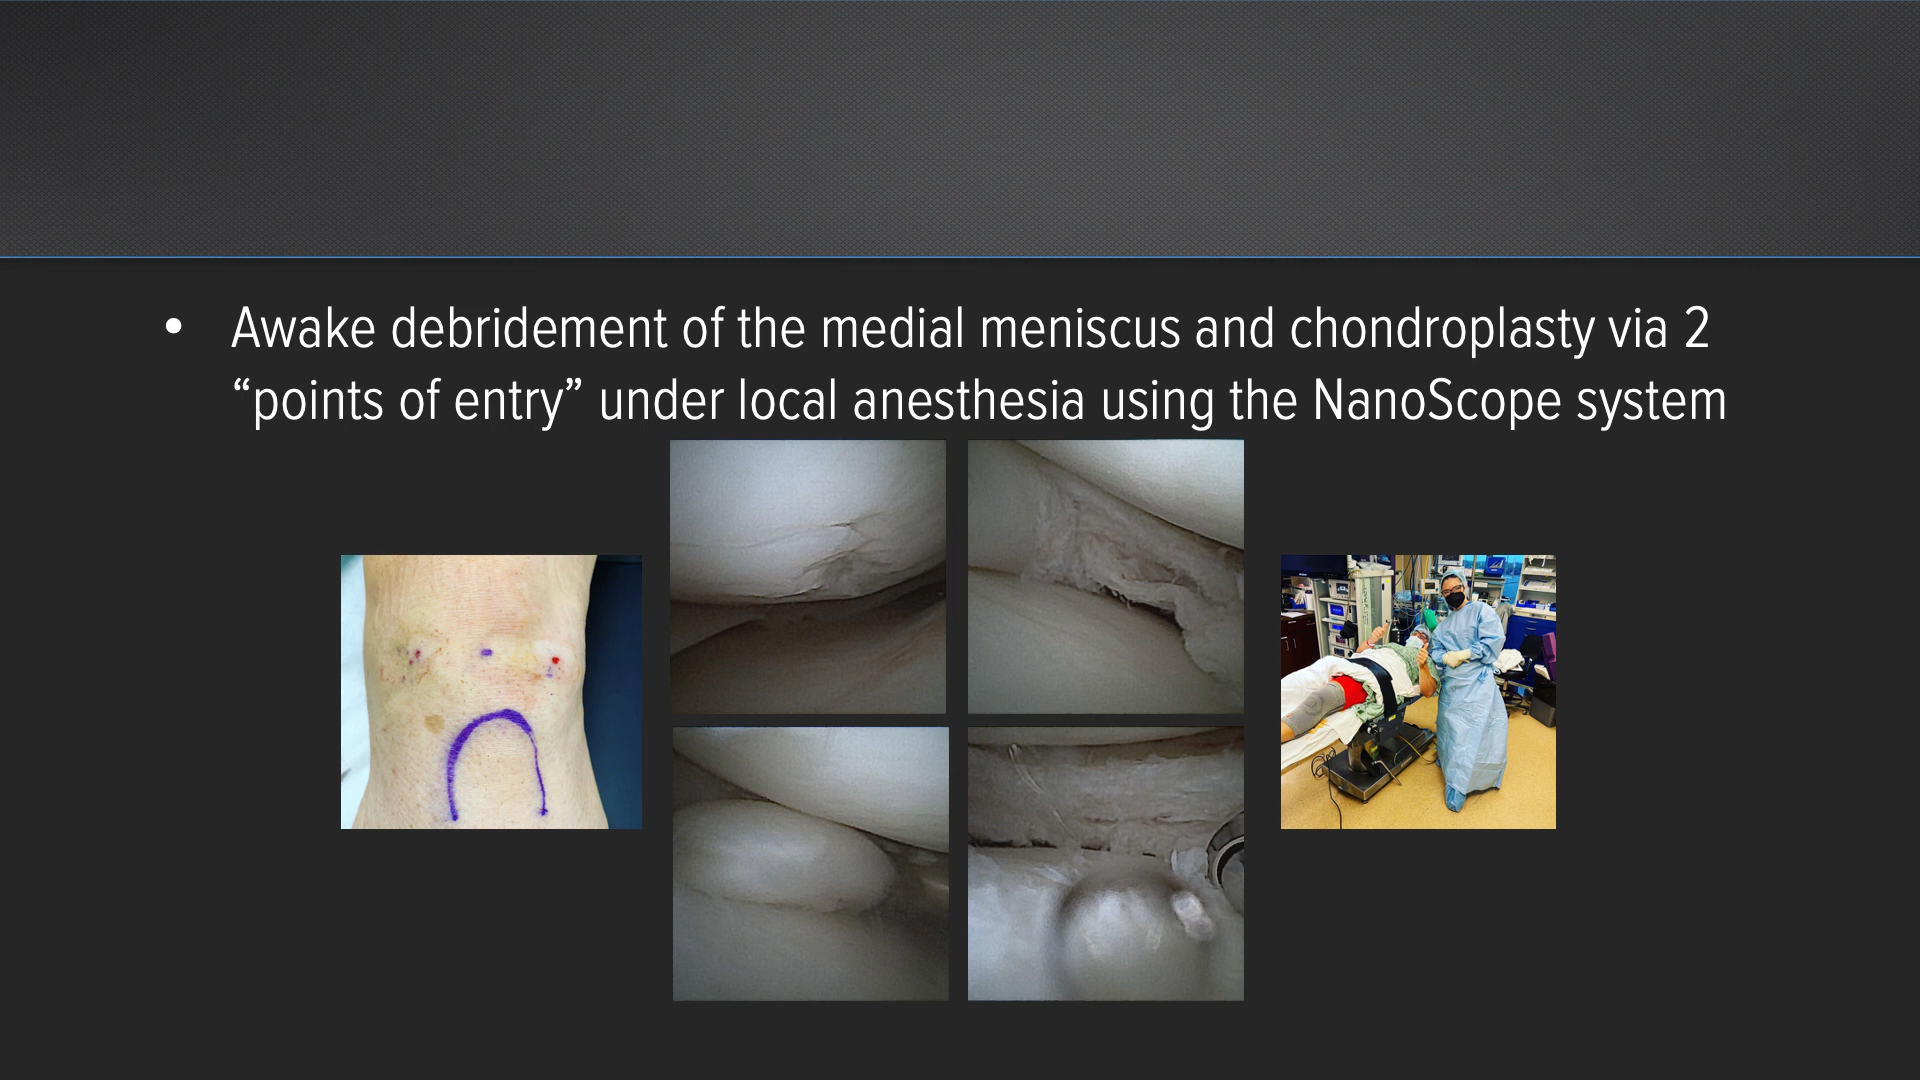 • Awake debridement of the medial meniscus and chondroplasty via 2
“points of entry” under local anesthesia using the NanoScope system